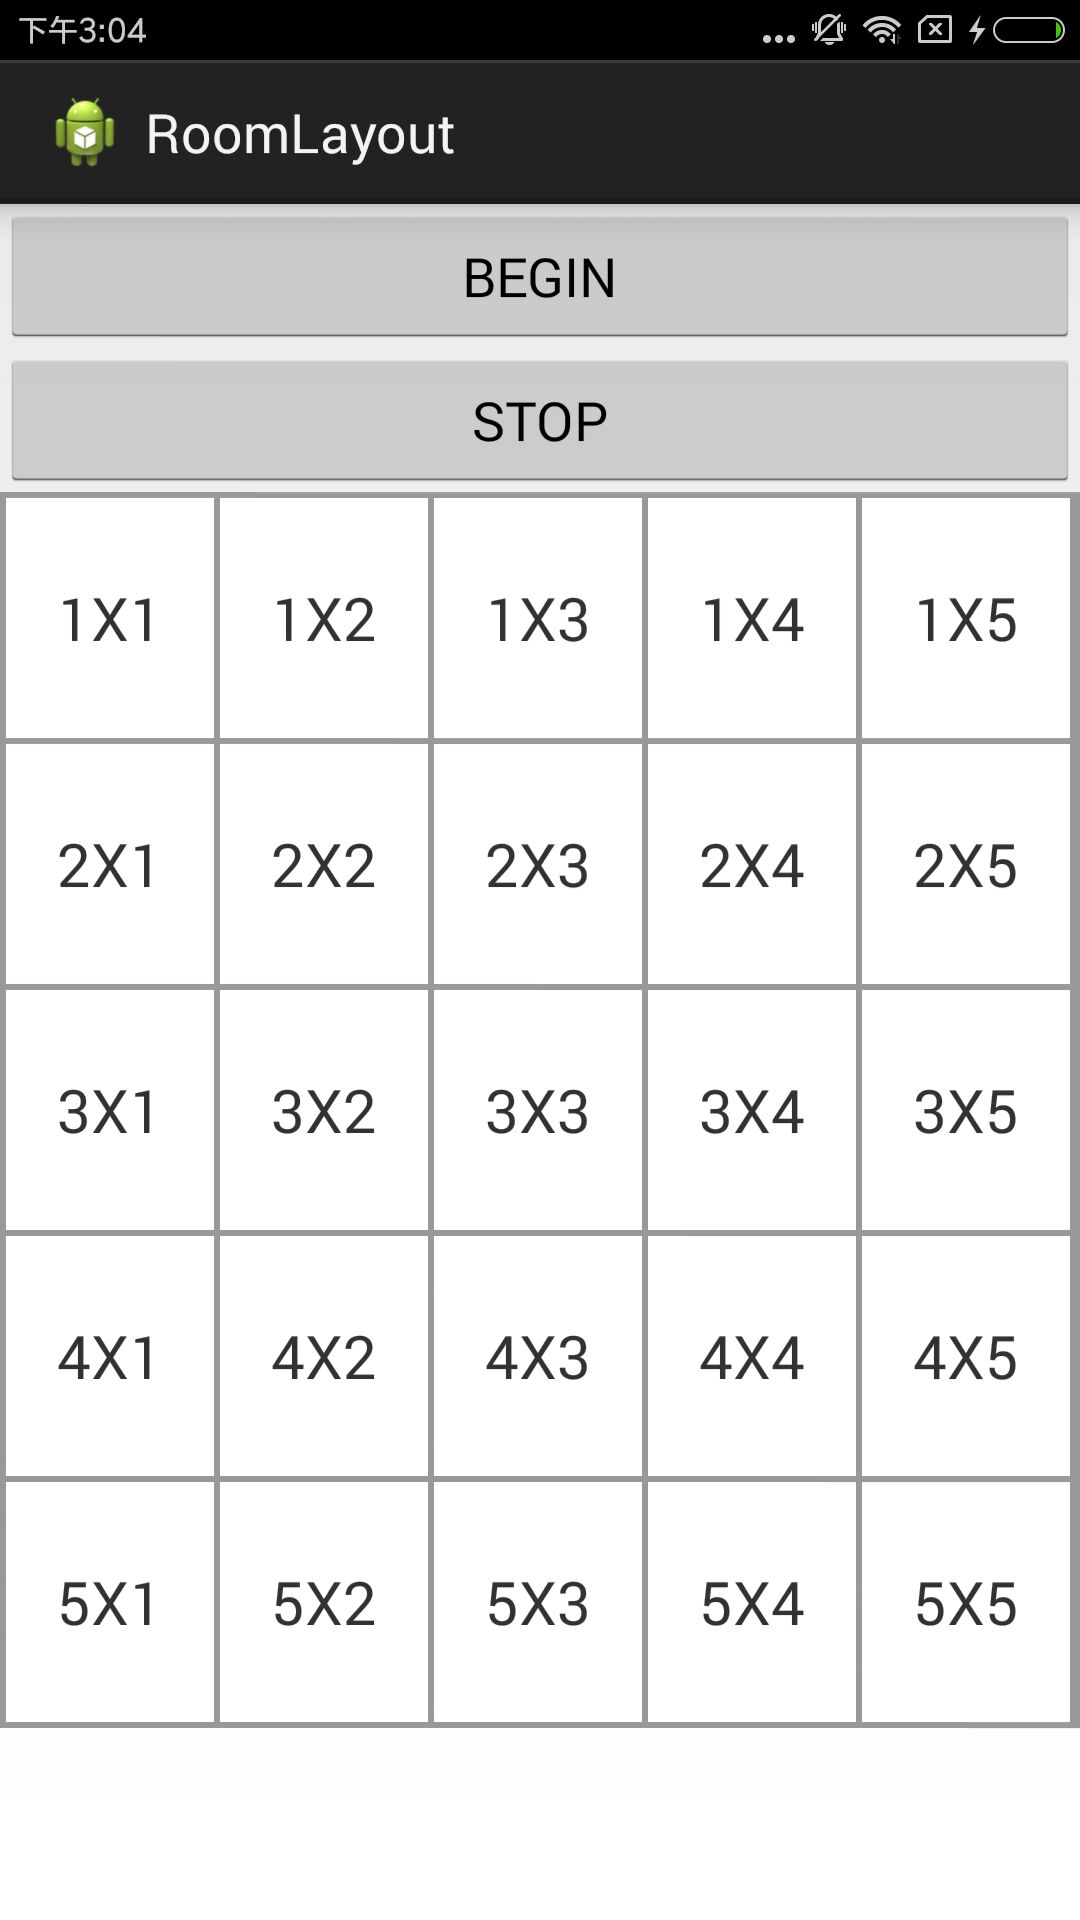 下午3:04
RoomLayout
BEGIN
STOP
1X1 1X2 1X3 1X4 1X5
2X1 2X2 2X3 2X4 2X5
3X1 3X2 3X3 3X4 3X5
4X1 4X2 4X3 4X4 4X5
5X1 5X2 5X3 5X4 5X5